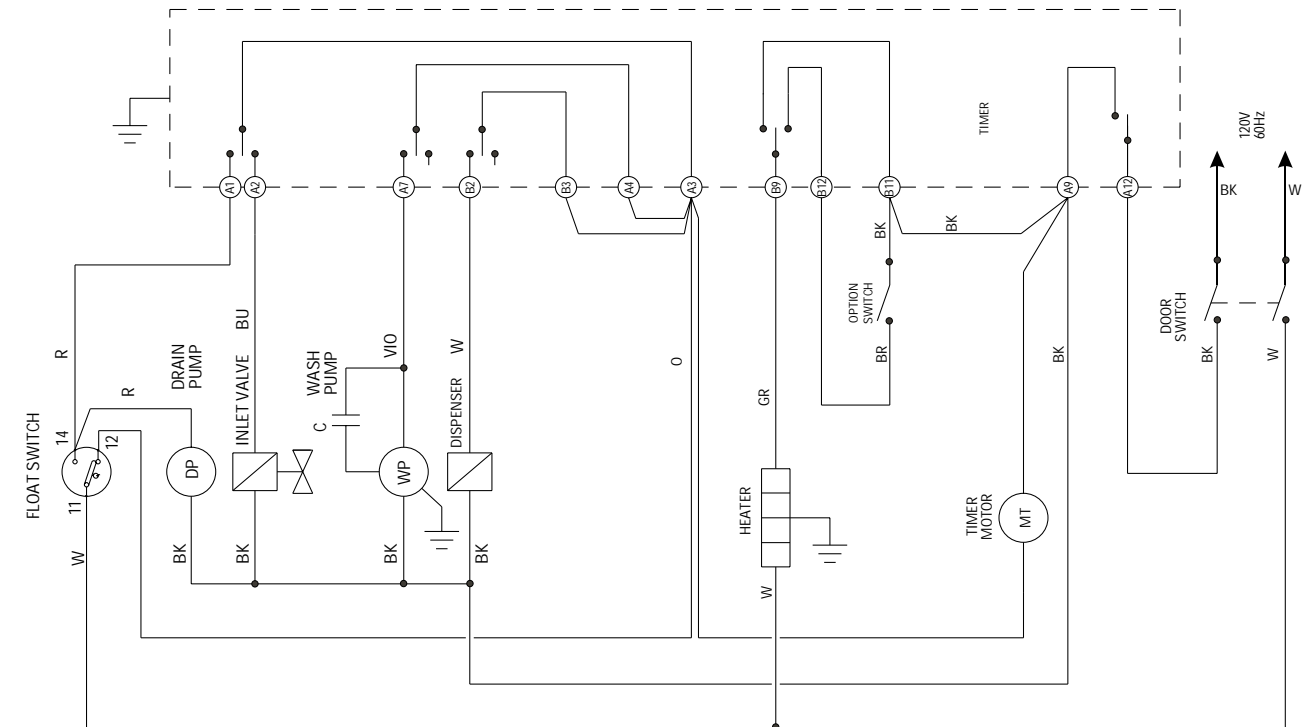 TIMER
120V
60Hz
A1
A2
A7
B2
B3
A4
A3
B9
B12
B11
A9
A12
BK
W
BK
BK
OPTION
SWITCH
DOOR
SWITCH
BU
VIO
W
R
R
DRAIN
PUMP
INLET VALVE
WASH
PUMP
C
DISPENSER
O
GR
BR
BK
BK
W
FLOAT SWITCH
14
12
11
DP
WP
HEATER
TIMER
MOTOR
MT
W
BK
BK
BK
BK
W